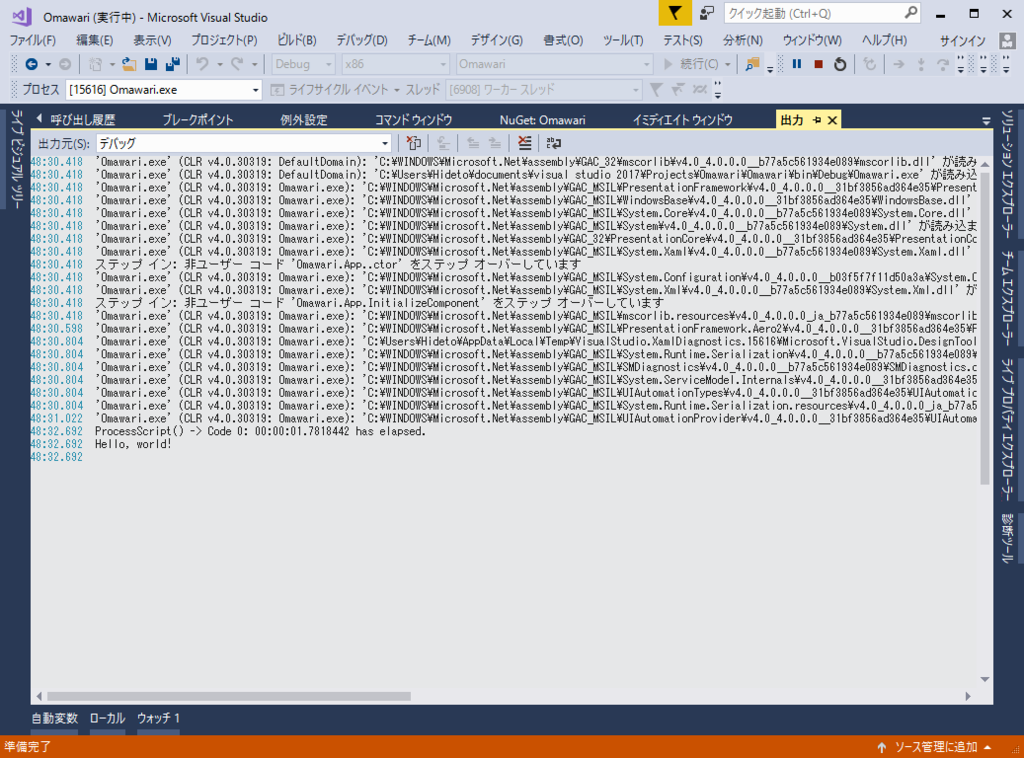 Omawari (実行中) - Microsoft Visual Studio
クイック起動 (Ctrl+Q)
ファイル(F) 編集(E) 表示(V) プロジェクト(P) ビルド(B) デバッグ(D) チーム(M) デザイン(G) 書式(O) ツール(T) テスト(S) 分析(N) ウィンドウ(W) ヘルプ(H) サインイン
Debug x86 Omawari 続行(C)
プロセス [15616] Omawari.exe ライフサイクル イベント スレッド [6908] ワーカー スレッド
ライブ ビジュアル ツリー
呼び出し履歴 ブレークポイント 例外設定 コマンド ウィンドウ NuGet: Omawari イミディエイト ウィンドウ 出力
出力元(S): デバッグ
48:30.418 'Omawari.exe' (CLR v4.0.30319: DefaultDomain): 'C:¥WINDOWS¥Microsoft.Net¥assembly¥GAC_32¥mscorlib¥v4.0_4.0.0.0__b77a5c561934e089¥mscorlib.dll' が読み
48:30.418 'Omawari.exe' (CLR v4.0.30319: DefaultDomain): 'C:¥Users¥Hideto¥documents¥visual studio 2017¥Projects¥Omawari¥Omawari¥bin¥Debug¥Omawari.exe' が読み込
48:30.418 'Omawari.exe' (CLR v4.0.30319: Omawari.exe): 'C:¥WINDOWS¥Microsoft.Net¥assembly¥GAC_MSIL¥PresentationFramework¥v4.0_4.0.0.0__31bf3856ad364e35¥Present
48:30.418 'Omawari.exe' (CLR v4.0.30319: Omawari.exe): 'C:¥WINDOWS¥Microsoft.Net¥assembly¥GAC_MSIL¥WindowsBase¥v4.0_4.0.0.0__31bf3856ad364e35¥WindowsBase.dll'
48:30.418 'Omawari.exe' (CLR v4.0.30319: Omawari.exe): 'C:¥WINDOWS¥Microsoft.Net¥assembly¥GAC_MSIL¥System.Core¥v4.0_4.0.0.0__b77a5c561934e089¥System.Core.dll'
48:30.418 'Omawari.exe' (CLR v4.0.30319: Omawari.exe): 'C:¥WINDOWS¥Microsoft.Net¥assembly¥GAC_MSIL¥System¥v4.0_4.0.0.0__b77a5c561934e089¥System.dll' が読み込ま
48:30.418 'Omawari.exe' (CLR v4.0.30319: Omawari.exe): 'C:¥WINDOWS¥Microsoft.Net¥assembly¥GAC_32¥PresentationCore¥v4.0_4.0.0.0__31bf3856ad364e35¥PresentationCo
48:30.418 'Omawari.exe' (CLR v4.0.30319: Omawari.exe): 'C:¥WINDOWS¥Microsoft.Net¥assembly¥GAC_MSIL¥System.Xaml¥v4.0_4.0.0.0__b77a5c561934e089¥System.Xaml.dll'
48:30.418 ステップ イン: 非ユーザー コード 'Omawari.App..ctor' をステップ オーバーしています
48:30.418 'Omawari.exe' (CLR v4.0.30319: Omawari.exe): 'C:¥WINDOWS¥Microsoft.Net¥assembly¥GAC_MSIL¥System.Configuration¥v4.0_4.0.0.0__b03f5f7f11d50a3a¥System.C
48:30.418 'Omawari.exe' (CLR v4.0.30319: Omawari.exe): 'C:¥WINDOWS¥Microsoft.Net¥assembly¥GAC_MSIL¥System.Xml¥v4.0_4.0.0.0__b77a5c561934e089¥System.Xml.dll' が
48:30.418 ステップ イン: 非ユーザー コード 'Omawari.App.InitializeComponent' をステップ オーバーしています
48:30.418 'Omawari.exe' (CLR v4.0.30319: Omawari.exe): 'C:¥WINDOWS¥Microsoft.Net¥assembly¥GAC_MSIL¥mscorlib.resources¥v4.0_4.0.0.0_ja_b77a5c561934e089¥mscorlib
48:30.598 'Omawari.exe' (CLR v4.0.30319: Omawari.exe): 'C:¥WINDOWS¥Microsoft.Net¥assembly¥GAC_MSIL¥PresentationFramework.Aero2¥v4.0_4.0.0.0__31bf3856ad364e35¥P
48:30.804 'Omawari.exe' (CLR v4.0.30319: Omawari.exe): 'C:¥Users¥Hideto¥AppData¥Local¥Temp¥VisualStudio.XamlDiagnostics.15616¥Microsoft.VisualStudio.DesignTool
48:30.804 'Omawari.exe' (CLR v4.0.30319: Omawari.exe): 'C:¥WINDOWS¥Microsoft.Net¥assembly¥GAC_MSIL¥System.Runtime.Serialization¥v4.0_4.0.0.0__b77a5c561934e089¥
48:30.804 'Omawari.exe' (CLR v4.0.30319: Omawari.exe): 'C:¥WINDOWS¥Microsoft.Net¥assembly¥GAC_MSIL¥SMDiagnostics¥v4.0_4.0.0.0__b77a5c561934e089¥SMDiagnostics.d
48:30.804 'Omawari.exe' (CLR v4.0.30319: Omawari.exe): 'C:¥WINDOWS¥Microsoft.Net¥assembly¥GAC_MSIL¥System.ServiceModel.Internals¥v4.0_4.0.0.0__31bf3856ad364e35
48:30.804 'Omawari.exe' (CLR v4.0.30319: Omawari.exe): 'C:¥WINDOWS¥Microsoft.Net¥assembly¥GAC_MSIL¥UIAutomationTypes¥v4.0_4.0.0.0__31bf3856ad364e35¥UIAutomatic
48:30.804 'Omawari.exe' (CLR v4.0.30319: Omawari.exe): 'C:¥WINDOWS¥Microsoft.Net¥assembly¥GAC_MSIL¥System.Runtime.Serialization.resources¥v4.0_4.0.0.0_ja_b77a5
48:31.022 'Omawari.exe' (CLR v4.0.30319: Omawari.exe): 'C:¥WINDOWS¥Microsoft.Net¥assembly¥GAC_MSIL¥UIAutomationProvider¥v4.0_4.0.0.0__31bf3856ad364e35¥UIAutoma
48:32.692 ProcessScript() -> Code 0: 00:00:01.7818442 has elapsed.
48:32.692 Hello, world!
48:32.692
ソリューション エクスプローラー
チーム エクスプローラー
ライブ プロパティ エクスプローラー
診断ツール
自動変数 ローカル ウォッチ 1
準備完了 ソース管理に追加